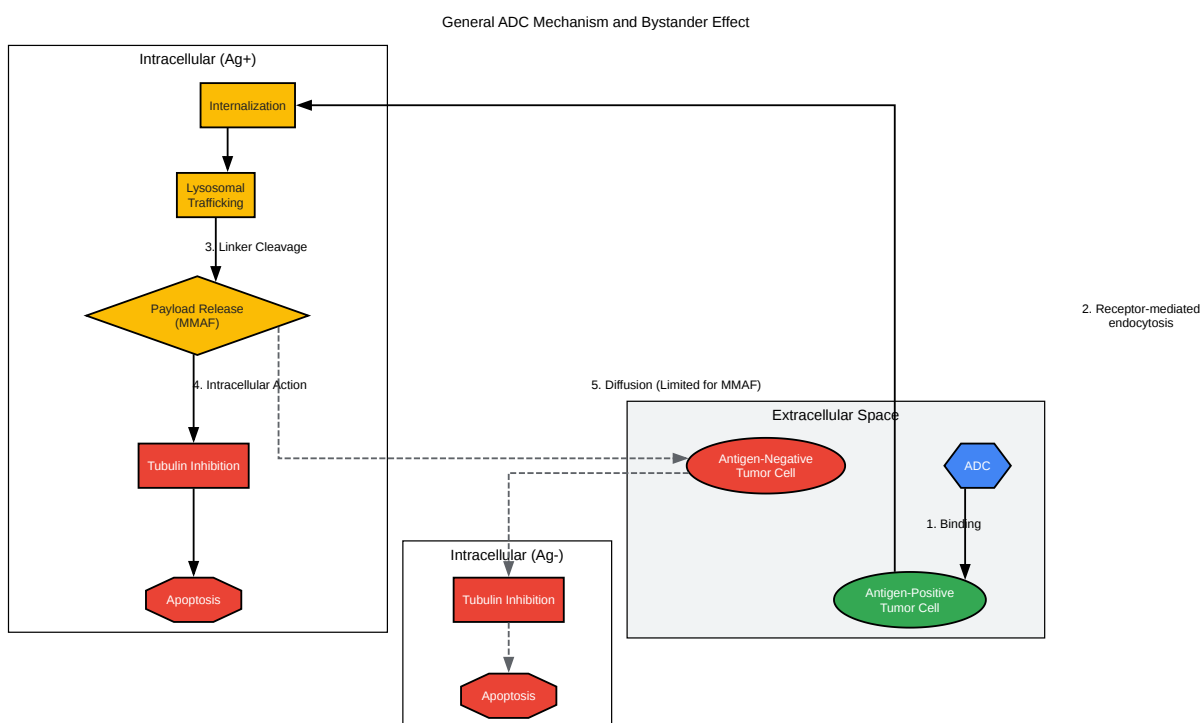 General ADC Mechanism and Bystander Effect
Intracellular (Ag+)
Internalization
Lysosomal
Trafficking
3. Linker Cleavage
Payload Release
(MMAF)
4. Intracellular Action
Tubulin Inhibition
Apoptosis
2. Receptor-mediated
endocytosis
5. Diffusion (Limited for MMAF)
Extracellular Space
Antigen-Negative
Tumor Cell
ADC
1. Binding
Antigen-Positive
Tumor Cell
Intracellular (Ag-)
Tubulin Inhibition
Apoptosis